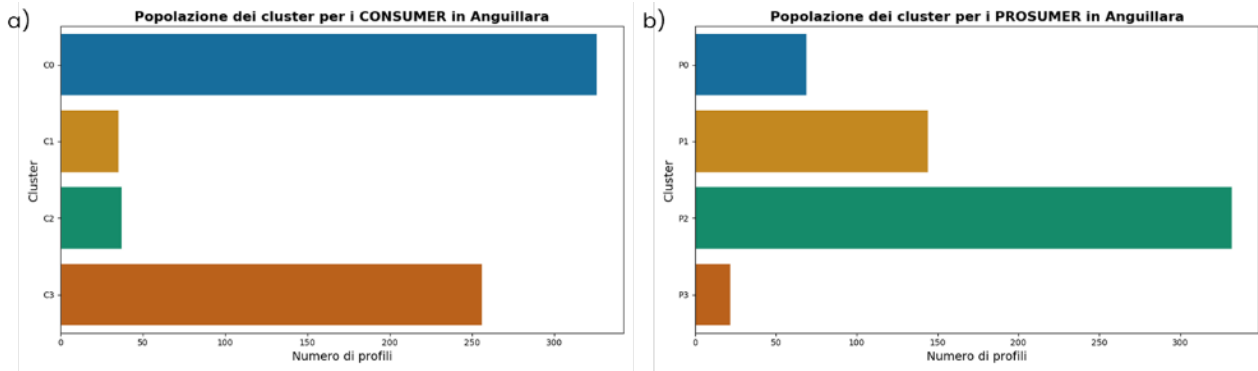 a)
Popolazione dei cluster per i CONSUMER in Anguillara
Cluster
C0
C1
C2
C3
0 50 100 150 200 250 300
Numero di profili
b)
Popolazione dei cluster per i PROSUMER in Anguillara
Cluster
P0
P1
P2
P3
0 50 100 150 200 250 300
Numero di profili